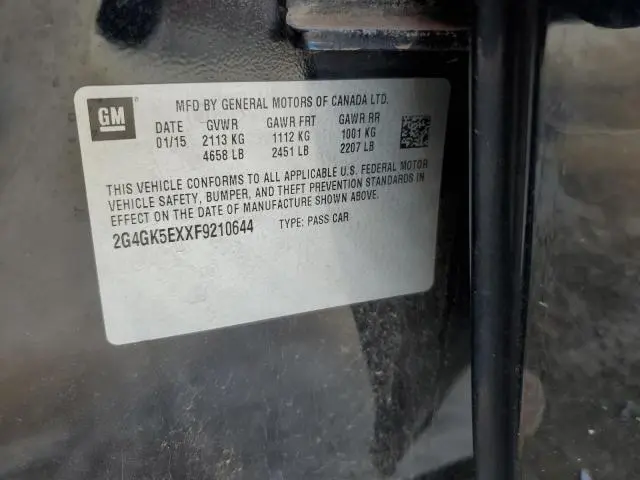 GM
MFD BY GENERAL MOTORS OF CANADA LTD.
DATE GVWR GAWR FRT GAWR RR
01/15 2113 KG 1112 KG 1001 KG
4658 LB 2451 LB 2207 LB
THIS VEHICLE CONFORMS TO ALL APPLICABLE U.S. FEDERAL MOTOR
VEHICLE SAFETY, BUMPER, AND THEFT PREVENTION STANDARDS IN
EFFECT ON THE DATE OF MANUFACTURE SHOWN ABOVE.
2G4GK5EXXF9210644 TYPE: PASS CAR